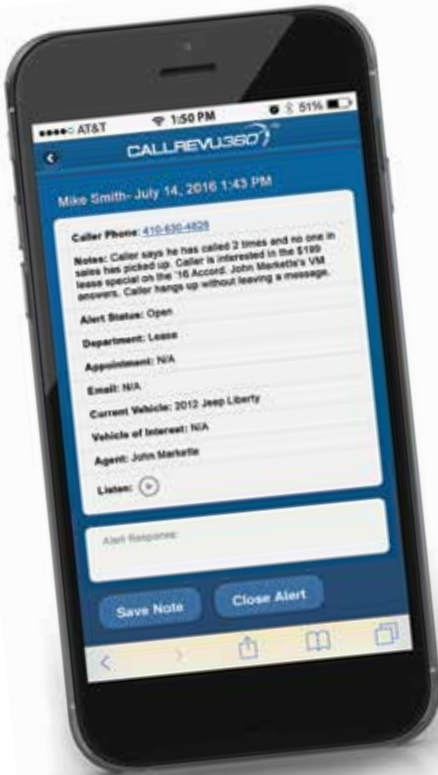 AT&T 1:50 PM 51%
CALLREVU360
Mike Smith- July 14, 2016 1:43 PM
Caller Phone: 410-630-4828
Notes: Caller says he has called 2 times and no one in
sales has picked up. Caller is interested in the $199
lease special on the '16 Accord. John Markette's VM
answers. Caller hangs up without leaving a message.
Alert Status: Open
Department: Lease
Appointment: N/A
Email: N/A
Current Vehicle: 2012 Jeep Liberty
Vehicle of Interest: N/A
Agent: John Markette
Listen:
Alert Response:
Save Note Close Alert